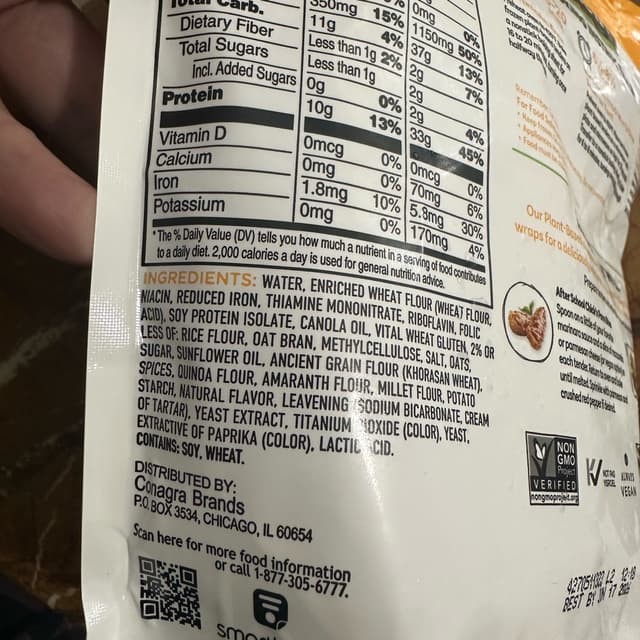 Total Carb.
Dietary Fiber
Total Sugars
Incl. Added Sugars
Protein
Vitamin D
Calcium
Iron
Potassium
350mg 15%
11g 4%
Less than 1g 2%
Less than 1g
0g 0%
10g 13%
0mcg 0%
0mg 0%
1.8mg 10%
0mg 0%
0mg 0%
1150mg 50%
37g 13%
2g 7%
2g
2g 4%
33g 45%
0mcg 0%
70mg 6%
5.8mg 30%
170mg 4%
* The % Daily Value (DV) tells you how much a nutrient in a serving of food contributes
to a daily diet. 2,000 calories a day is used for general nutrition advice.
INGREDIENTS: WATER, ENRICHED WHEAT FLOUR (WHEAT FLOUR,
NIACIN, REDUCED IRON, THIAMINE MONONITRATE, RIBOFLAVIN, FOLIC
ACID), SOY PROTEIN ISOLATE, CANOLA OIL, VITAL WHEAT GLUTEN, 2% OR
LESS OF: RICE FLOUR, OAT BRAN, METHYLCELLULOSE, SALT, OATS,
SUGAR, SUNFLOWER OIL, ANCIENT GRAIN FLOUR (KHORASAN WHEAT),
SPICES, QUINOA FLOUR, AMARANTH FLOUR, MILLET FLOUR, POTATO
STARCH, NATURAL FLAVOR, LEAVENING SODIUM BICARBONATE, CREAM
OF TARTAR), YEAST EXTRACT, TITANIUM DIOXIDE (COLOR), YEAST,
EXTRACTIVE OF PAPRIKA (COLOR), LACTIC ACID.
CONTAINS: SOY, WHEAT.
DISTRIBUTED BY:
Conagra Brands
P.O. BOX 3534, CHICAGO, IL 60654
Scan here for more food information
or call 1-877-305-6777.
Our Plant-Based
wraps for a delicious
NON
GMO
Project
VERIFIED
nongmoproject.org
ALWAYS
VEGAN
BEST BY